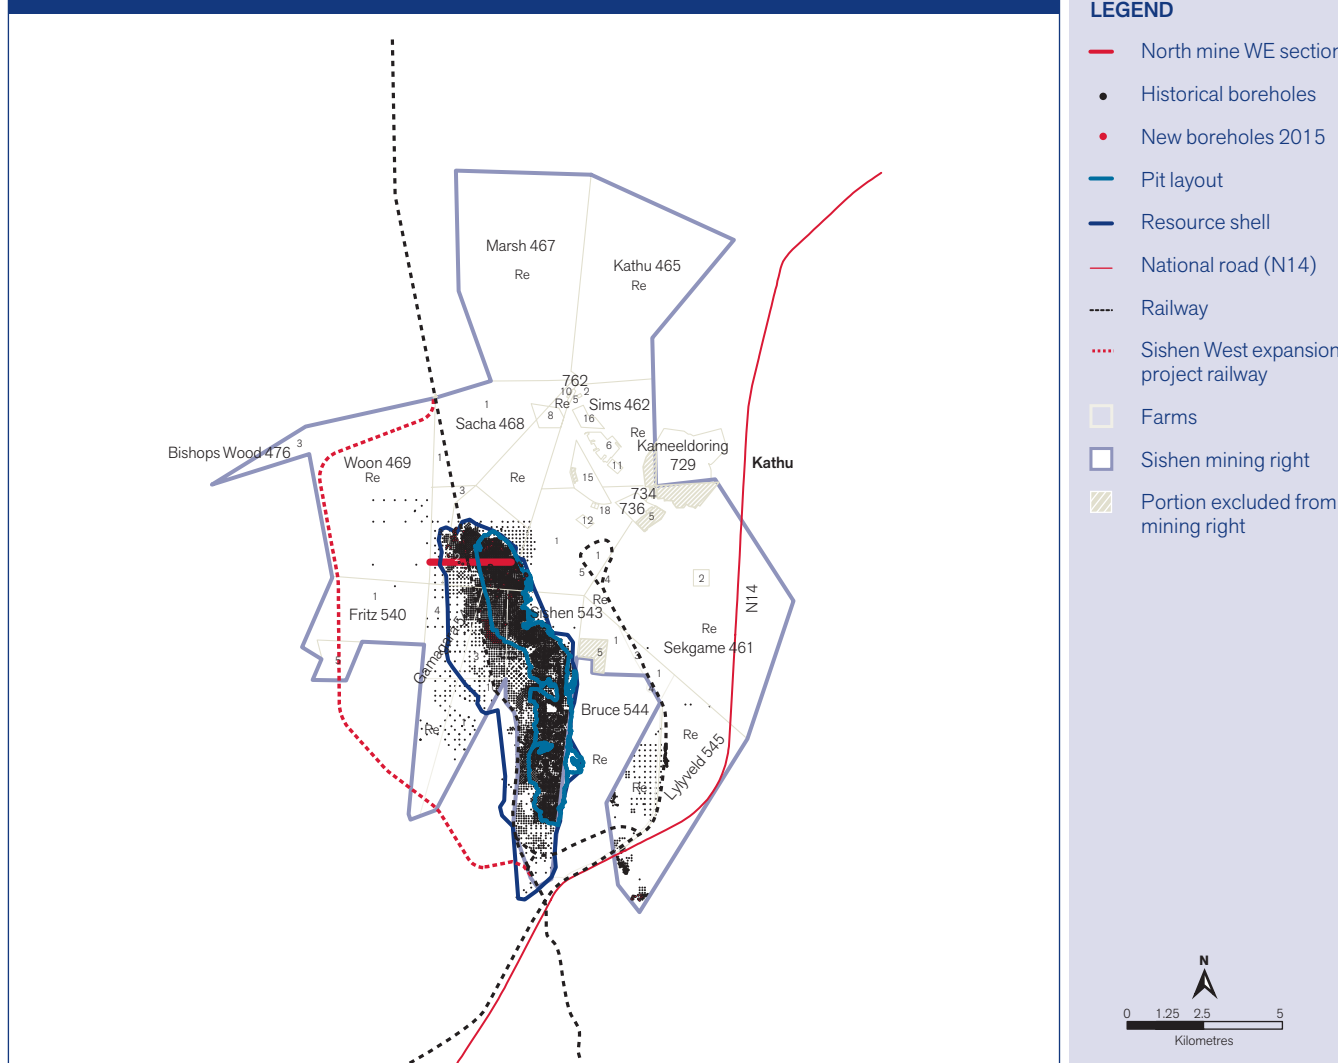 LEGEND
North mine WE section
Historical boreholes
New boreholes 2015
Pit layout
Resource shell
National road (N14)
Railway
Sishen West expansion
project railway
Farms
Sishen mining right
Portion excluded from
mining right
N
0 1.25 2.5 5
Kilometres
Marsh 467
Re
Kathu 465
Re
762
10 2
5
Re
Sims 462
1
8
16
Sacha 468
Re
Kameeldoring
729
6
11
Bishops Wood 476
3
Woon 469
Re
1
Kathu
Re
15
3
734
736
18
12
5
1
2
1
5
4
2
N14
1
Fritz 540
4
Sishen 543
Re
Re
Sekgame 461
1
5
3
1
Gamagara
Bruce 544
Re
1
Re
Re
Lylyveld 545
Re